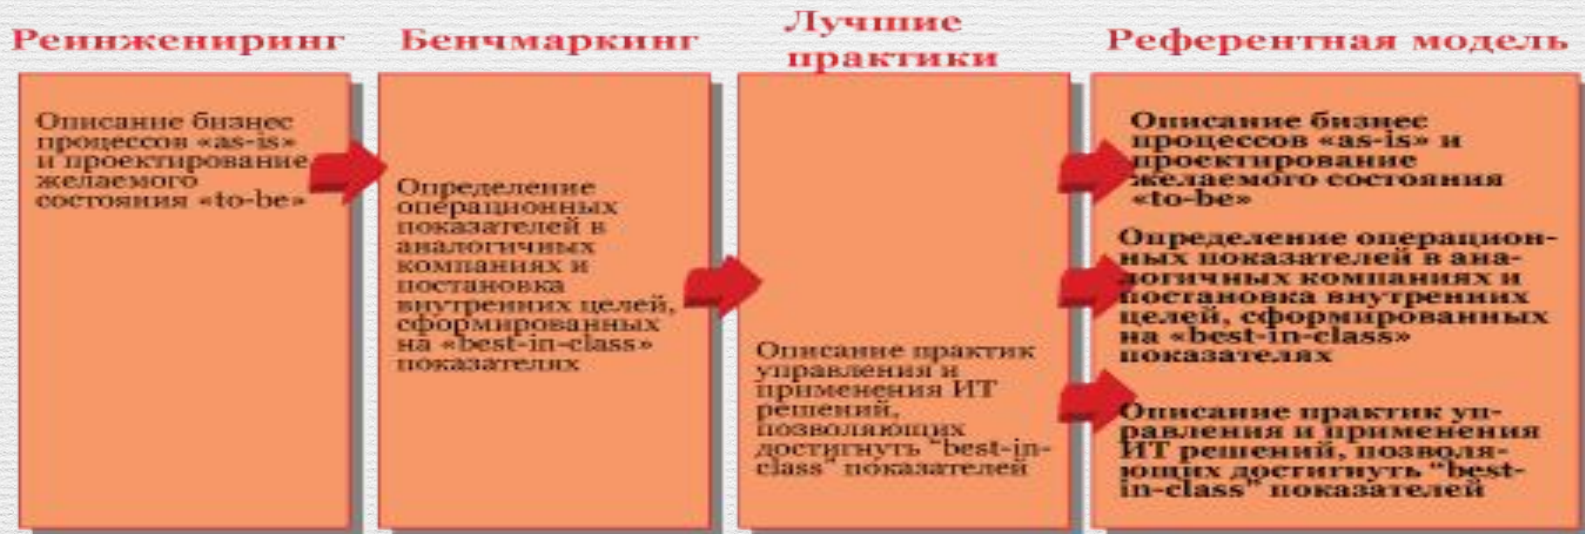 Реинжениринг
Бенчмаркинг
Лучшие
практики
Референтная модель
Описание бизнес
процессов «as-is»
и проектирование
желаемого
состояния «to-be»
Определение
операционных
показателей в
аналогичных
компаниях и
постановка
внутренних целей,
сформированных
на «best-in-class»
показателях
Описание практик
управления и
применения ИТ
решений,
позволяющих
достигнуть "best-in-
class" показателей
Описание бизнес
процессов «as-is» и
проектирование
желаемого состояния
«to-be»
Определение операцион-
ных показателей в ана-
логичных компаниях и
постановка внутренних
целей, сформированных
на «best-in-class»
показателях
Описание практик уп-
равления и применения
ИТ решений, позволя-
ющих достигнуть "best-
in-class" показателей